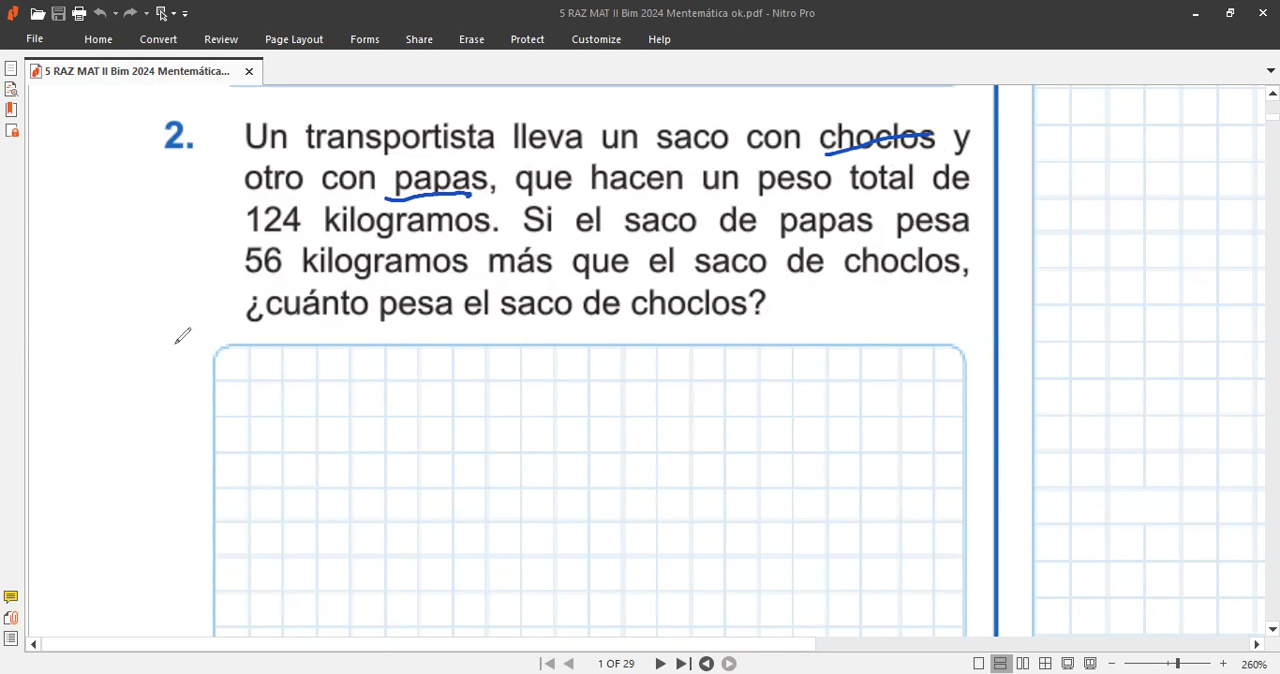 5 RAZ MAT II Bim 2024 Mentemática ok.pdf - Nitro Pro
File Home Convert Review Page Layout Forms Share Erase Protect Customize Help
5 RAZ MAT II Bim 2024 Mentemática...
2. Un transportista lleva un saco con choclos y
otro con papas, que hacen un peso total de
124 kilogramos. Si el saco de papas pesa
56 kilogramos más que el saco de choclos,
¿cuánto pesa el saco de choclos?
1 OF 29
260%